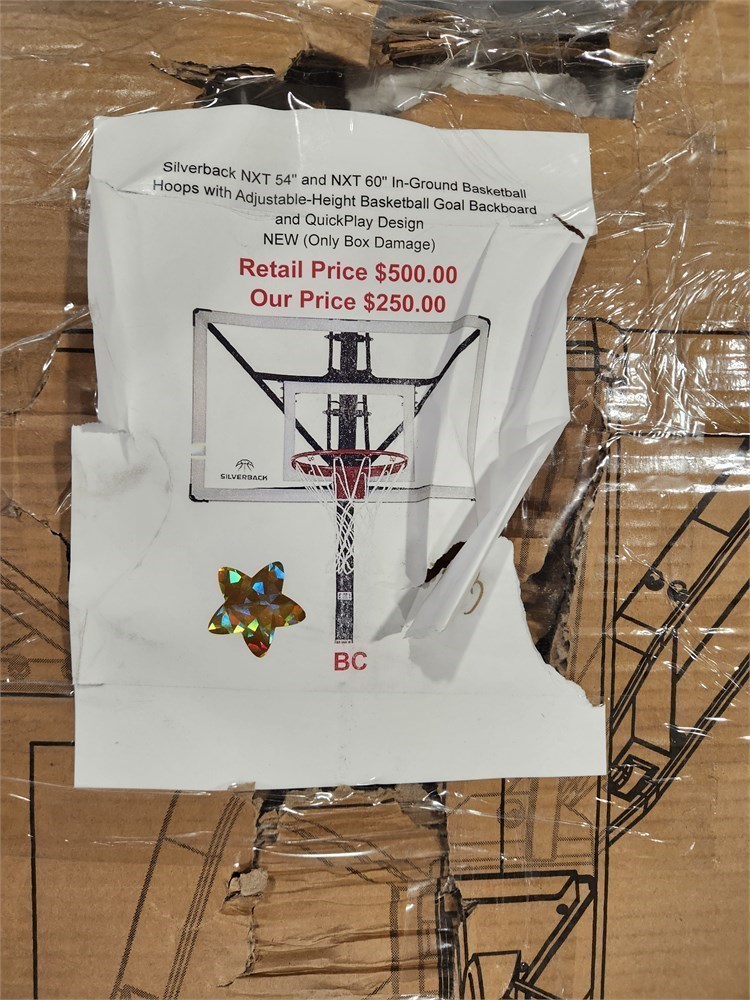 Silverback NXT 54" and NXT 60" In-Ground Basketball
Hoops with Adjustable-Height Basketball Goal Backboard
and QuickPlay Design
NEW (Only Box Damage)
Retail Price $500.00
Our Price $250.00
SILVERBACK
BC